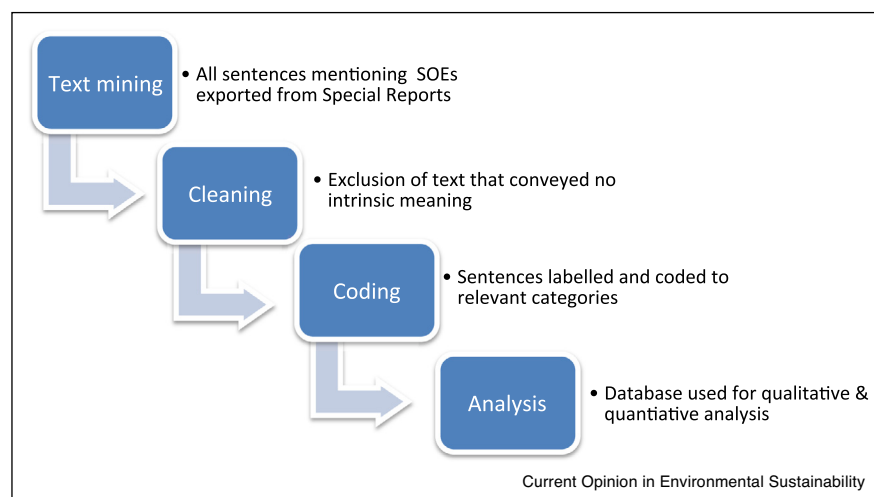 Text mining
• All sentences mentioning SOEs
exported from Special Reports
Cleaning
• Exclusion of text that conveyed no
intrinsic meaning
Coding
• Sentences labelled and coded to
relevant categories
Analysis
• Database used for qualitative &
quantiative analysis
Current Opinion in Environmental Sustainability